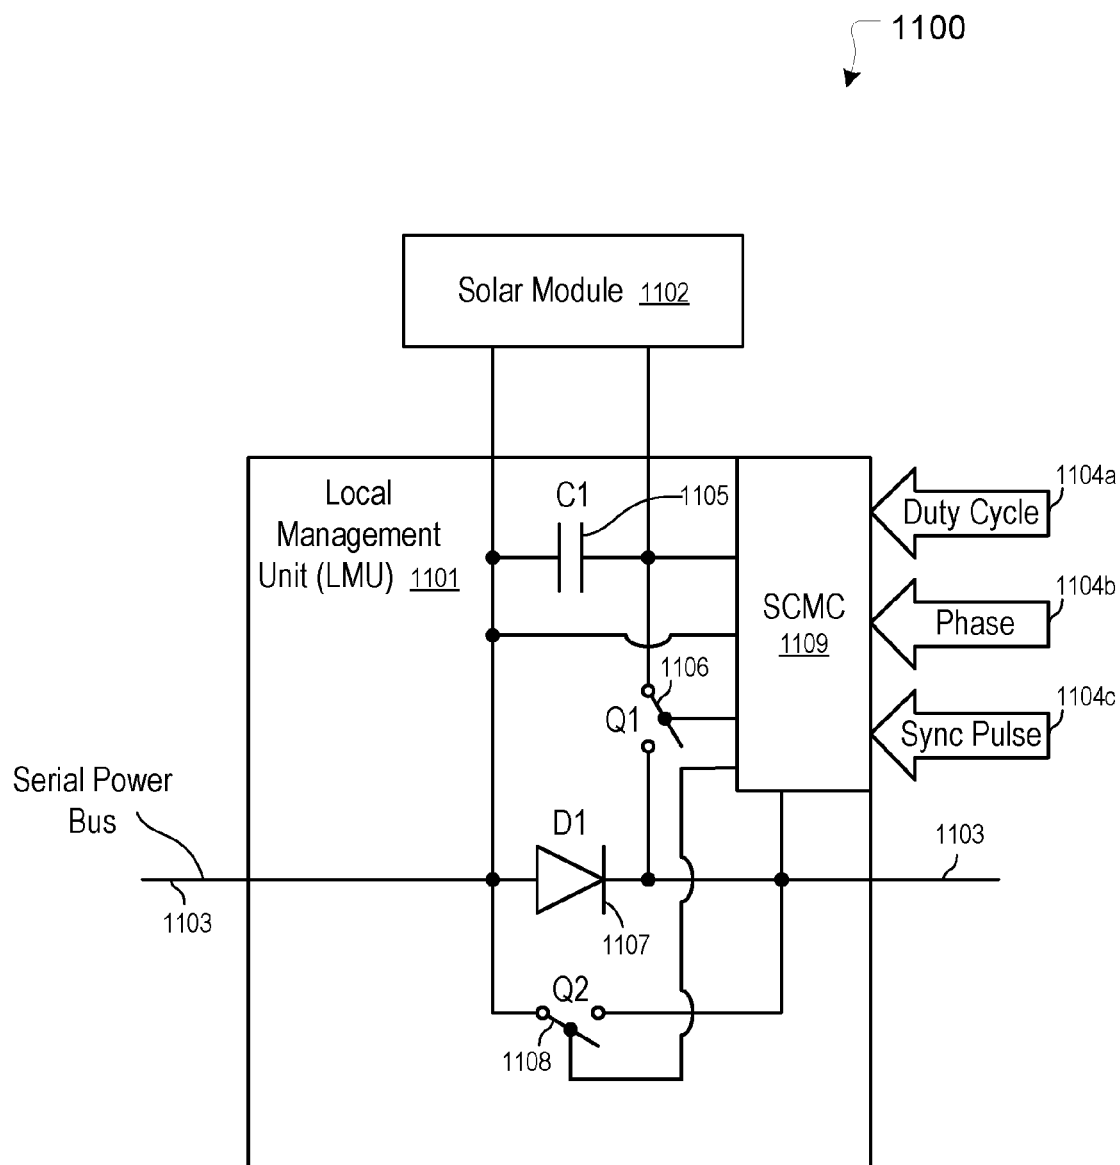 1100
Solar Module 1102
Local
Management
Unit (LMU) 1101
C1
1105
SCMC
1109
Duty Cycle
1104a
Phase
1104b
Sync Pulse
1104c
1106
Q1
Serial Power
Bus
D1
1103
1103
1107
Q2
1108